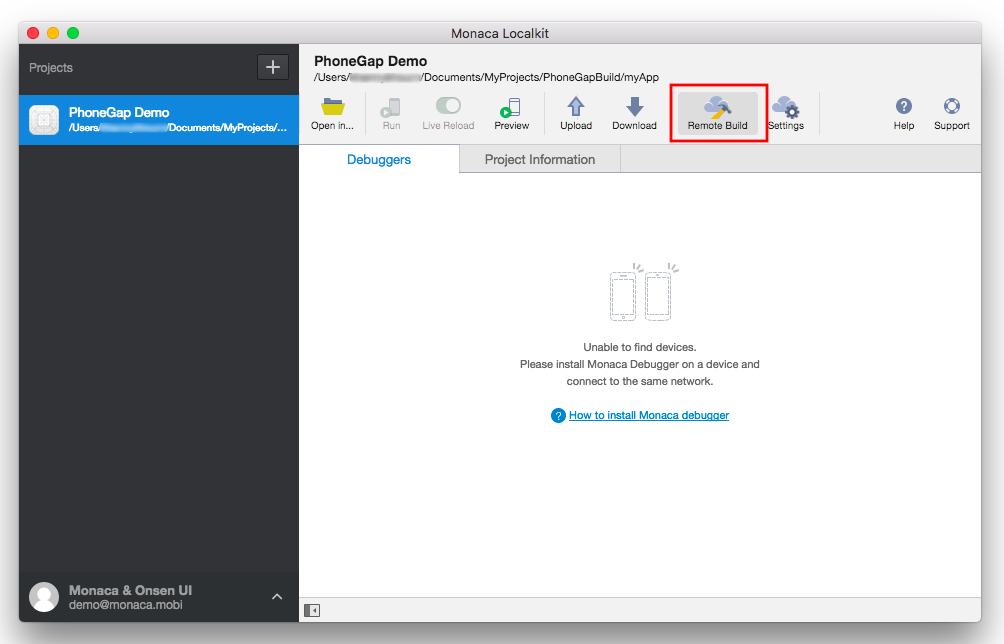 Monaca Localkit
Projects
PhoneGap Demo
/Users/ /Documents/MyProjects/...
PhoneGap Demo
/Users/ /Documents/MyProjects/PhoneGapBuild/myApp
Open in...
Run
Live Reload
Preview
Upload
Download
Remote Build
Settings
Help
Support
Debuggers
Project Information
Unable to find devices.
Please install Monaca Debugger on a device and
connect to the same network.
? How to install Monaca debugger
Monaca & Onsen UI
demo@monaca.mobi